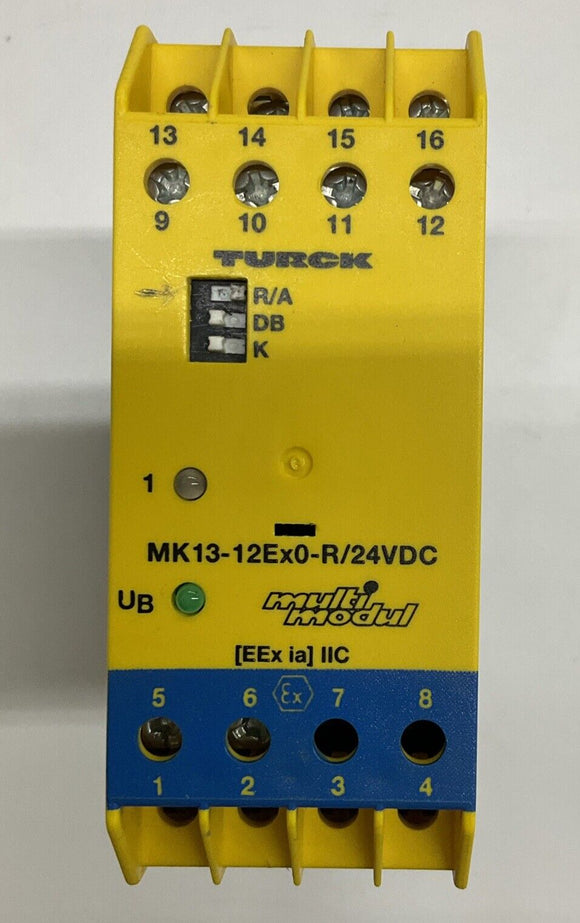 13 14 15 16
9 10 11 12
TURCK
R/A
DB
K
1
MK13-12Ex0-R/24VDC
UB
multi modul
[EEx ia] IIC
5 6 Ex 7 8
1 2 3 4